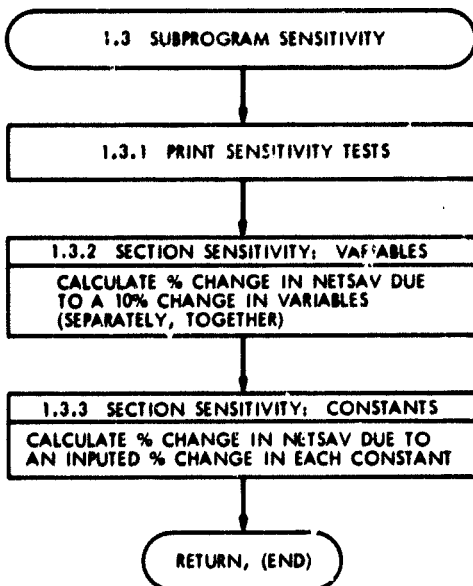 1.3 SUBPROGRAM SENSITIVITY
1.3.1 PRINT SENSITIVITY TESTS
1.3.2 SECTION SENSITIVITY: VARIABLES
CALCULATE % CHANGE IN NETSAV DUE
TO A 10% CHANGE IN VARIABLES
(SEPARATELY, TOGETHER)
1.3.3 SECTION SENSITIVITY: CONSTANTS
CALCULATE % CHANGE IN NETSAV DUE TO
AN INPUTED % CHANGE IN EACH CONSTANT
RETURN, (END)